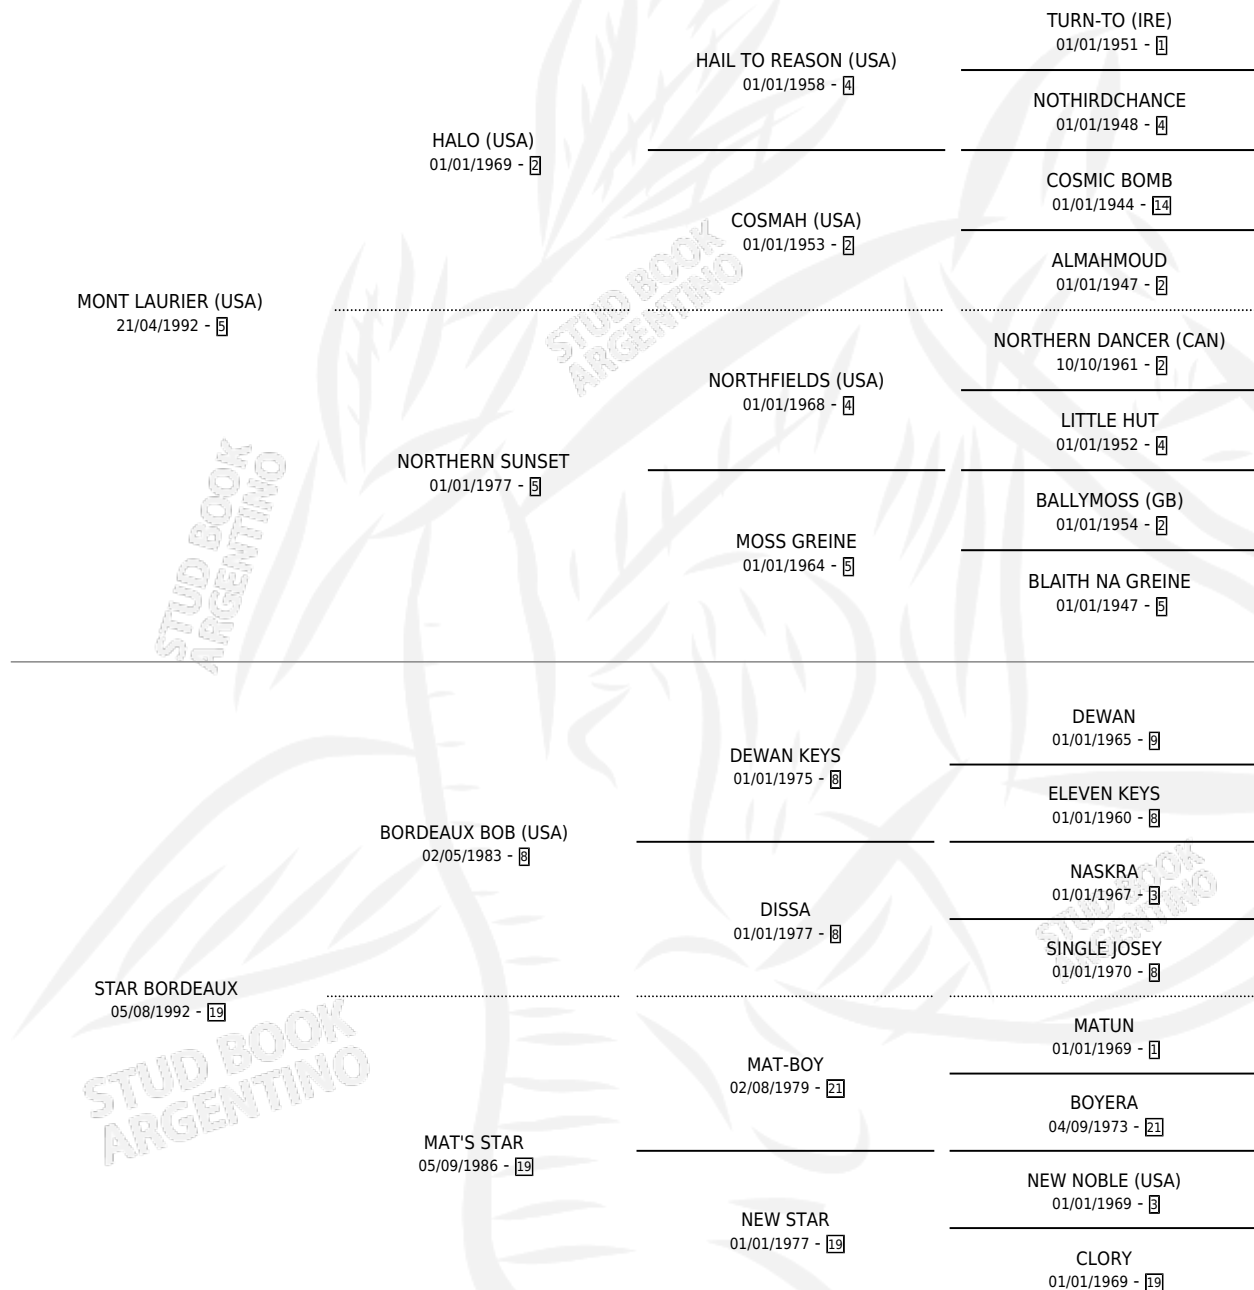 TURN-TO (IRE)
01/01/1951 - 1
HAIL TO REASON (USA)
01/01/1958 - 4
NOTHIRDCHANCE
01/01/1948 - 4
HALO (USA)
01/01/1969 - 2
COSMIC BOMB
01/01/1944 - 14
COSMAH (USA)
01/01/1953 - 2
ALMAHMOUD
01/01/1947 - 2
MONT LAURIER (USA)
21/04/1992 - 5
NORTHERN DANCER (CAN)
10/10/1961 - 2
NORTHFIELDS (USA)
01/01/1968 - 4
LITTLE HUT
01/01/1952 - 4
NORTHERN SUNSET
01/01/1977 - 5
BALLYMOSS (GB)
01/01/1954 - 2
MOSS GREINE
01/01/1964 - 5
BLAITH NA GREINE
01/01/1947 - 5
DEWAN
01/01/1965 - 9
DEWAN KEYS
01/01/1975 - 8
ELEVEN KEYS
01/01/1960 - 8
BORDEAUX BOB (USA)
02/05/1983 - 8
NASKRA
01/01/1967 - 3
DISSA
01/01/1977 - 8
SINGLE JOSEY
01/01/1970 - 8
STAR BORDEAUX
05/08/1992 - 19
MATUN
01/01/1969 - 1
MAT-BOY
02/08/1979 - 21
BOYERA
04/09/1973 - 21
MAT'S STAR
05/09/1986 - 19
NEW NOBLE (USA)
01/01/1969 - 3
NEW STAR
01/01/1977 - 19
CLORY
01/01/1969 - 19
STUD BOOK
ARGENTINO
STUD BOOK
ARGENTINO
STUD BOOK
ARGENTINO
STUD BOOK
ARGENTINO